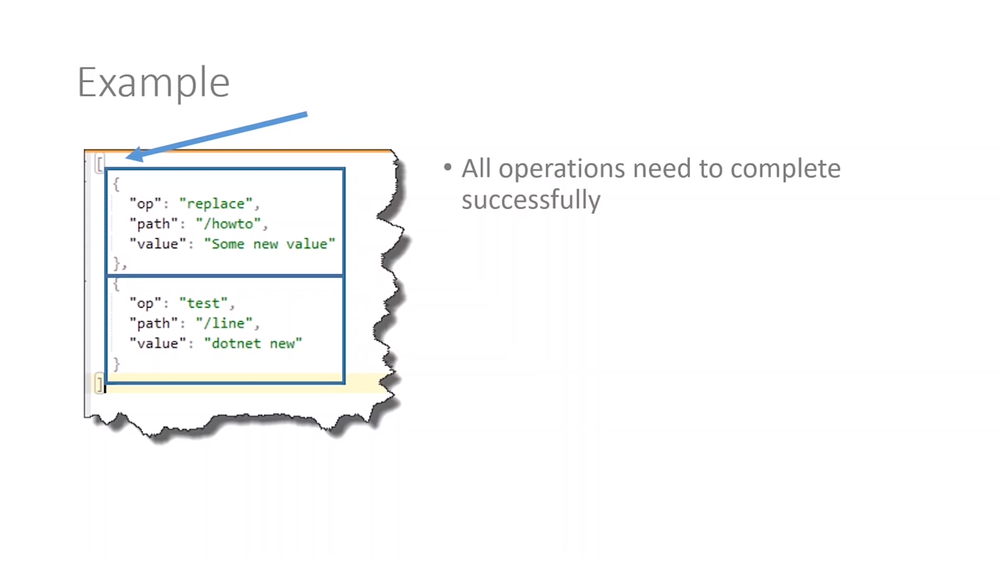 Example
[
{
"op": "replace",
"path": "/howto",
"value": "Some new value"
},
{
"op": "test",
"path": "/line",
"value": "dotnet new"
}
]
• All operations need to complete
successfully